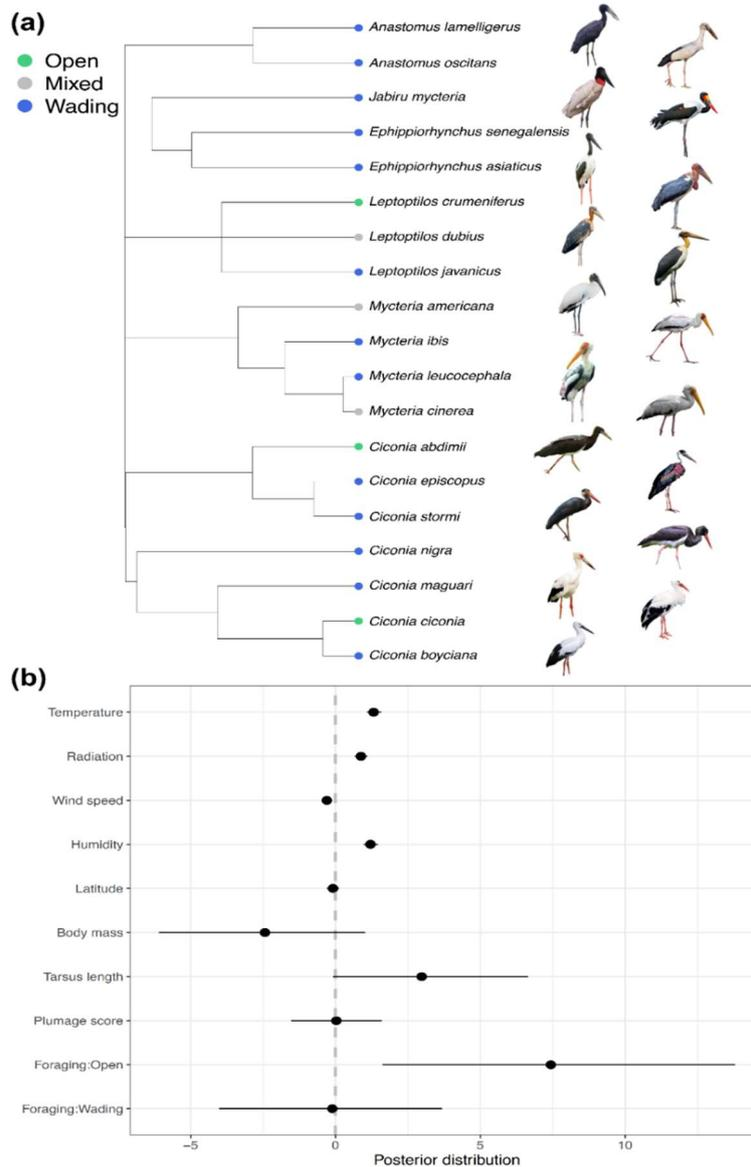 (a)
Open
Mixed
Wading
Anastomus lamelligerus
Anastomus oscitans
Jabiru mycteria
Ephippiorhynchus senegalensis
Ephippiorhynchus asiaticus
Leptoptilos crumeniferus
Leptoptilos dubius
Leptoptilos javanicus
Mycteria americana
Mycteria ibis
Mycteria leucocephala
Mycteria cinerea
Ciconia abdimii
Ciconia episcopus
Ciconia stormi
Ciconia nigra
Ciconia maguari
Ciconia ciconia
Ciconia boyciana
(b)
Temperature
Radiation
Wind speed
Humidity
Latitude
Body mass
Tarsus length
Plumage score
Foraging:Open
Foraging:Wading
−5 0 5 10
Posterior distribution